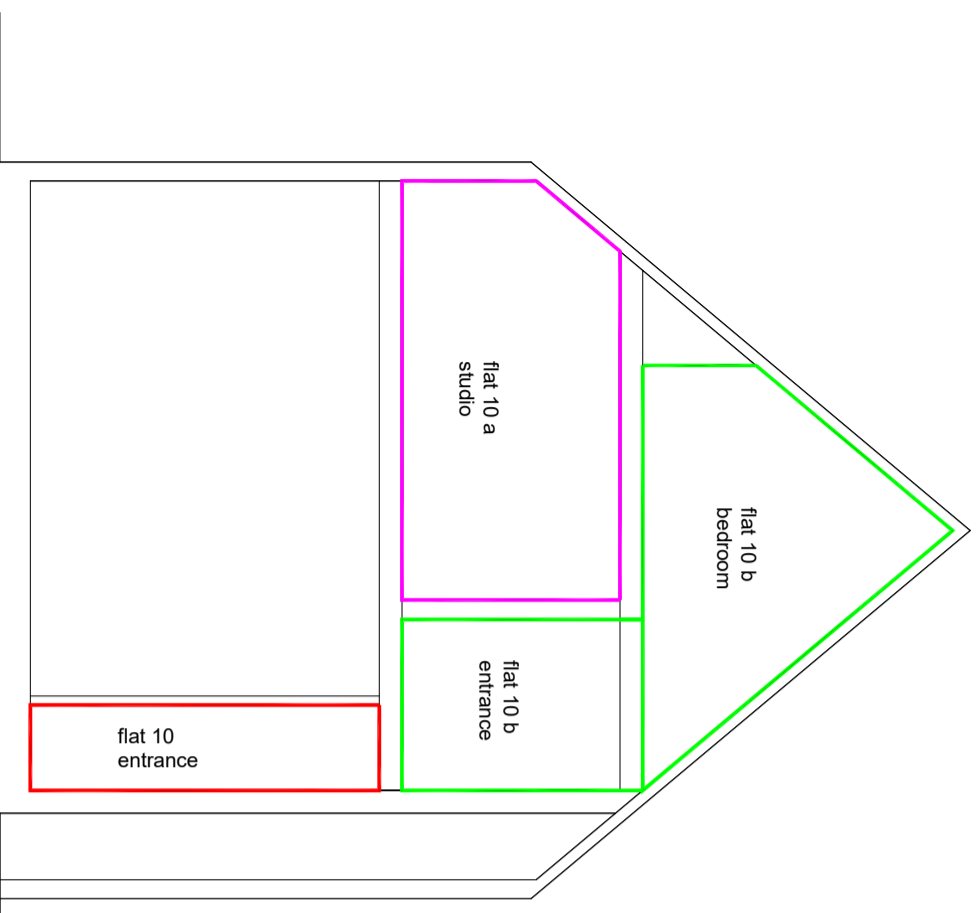 flat 10 a
studio
flat 10 b
bedroom
flat 10 b
entrance
flat 10
entrance